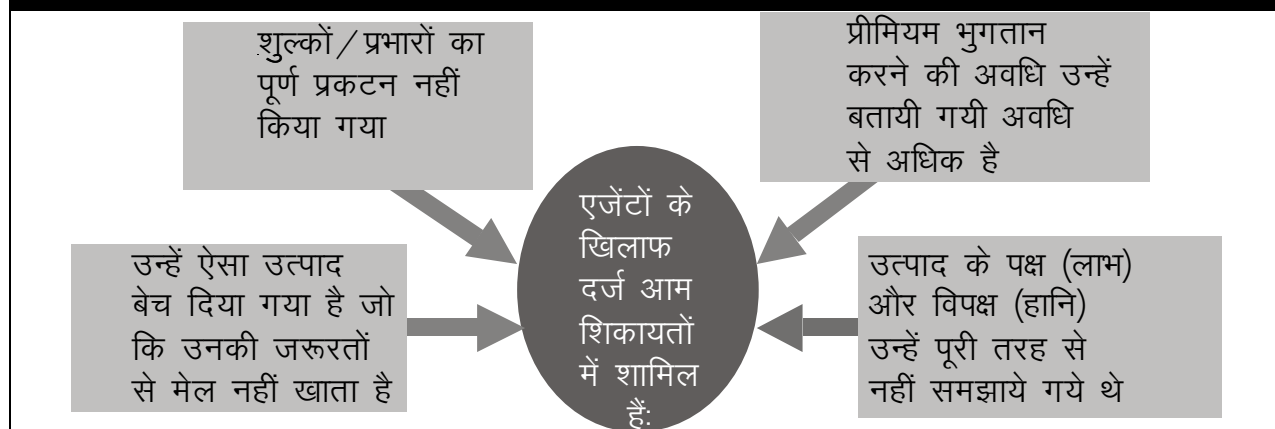 शुल्कों/प्रभारों का
पूर्ण प्रकटन नहीं
किया गया
प्रीमियम भुगतान
करने की अवधि उन्हें
बतायी गयी अवधि
से अधिक है
एजेंटों के
खिलाफ
दर्ज आम
शिकायतों
में शामिल
हैं:
उन्हें ऐसा उत्पाद
बेच दिया गया है जो
कि उनकी जरूरतों
से मेल नहीं खाता है
उत्पाद के पक्ष (लाभ)
और विपक्ष (हानि)
उन्हें पूरी तरह से
नहीं समझाये गये थे